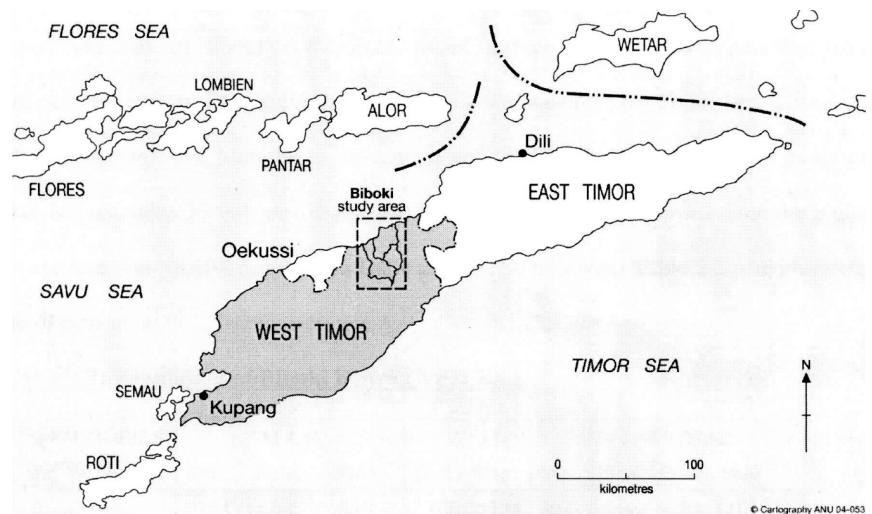 FLORES SEA
WETAR
LOMBIEN
ALOR
Dili
PANTAR
FLORES
EAST TIMOR
Biboki
study area
Oekussi
SAVU SEA
WEST TIMOR
TIMOR SEA
N
SEMAU
Kupang
ROTI
0 100
kilometres
© Cartography ANU 04-053